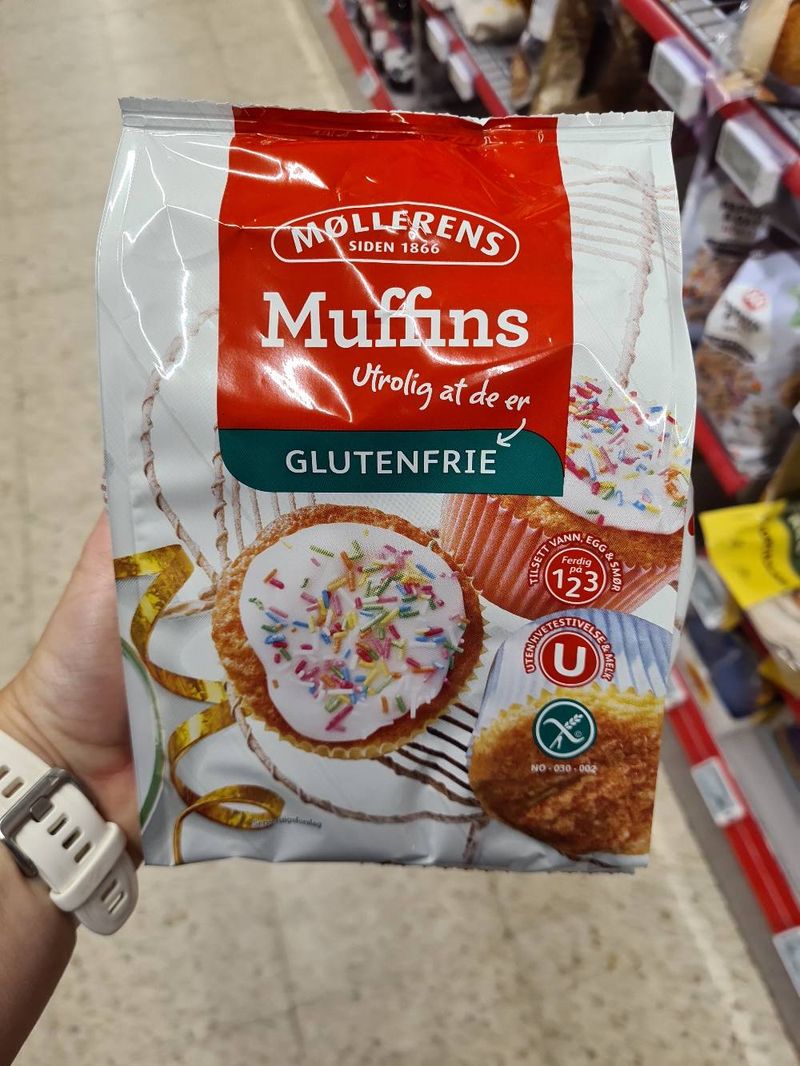 MØLLERENS
SIDEN 1866
Muffins
Utrolig at de er
GLUTENFRIE
TILSETT VANN, EGG & SMØR
Ferdig
på
123
UTEN HVETESTIVELSE & MELK
U
NO - 030 - 002